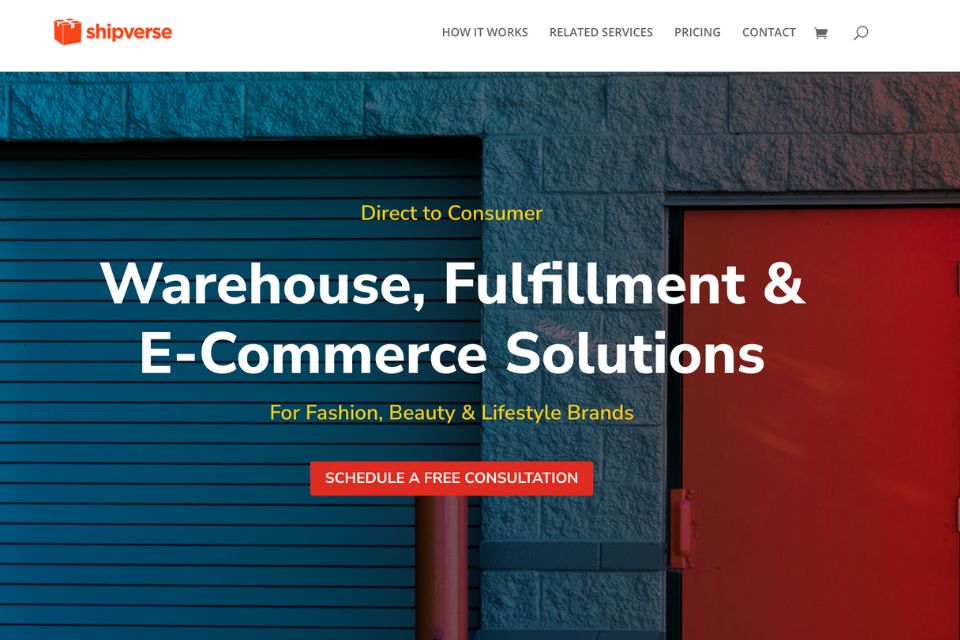 shipverse
HOW IT WORKS
RELATED SERVICES
PRICING
CONTACT
Direct to Consumer
Warehouse, Fulfillment &
E-Commerce Solutions
For Fashion, Beauty & Lifestyle Brands
SCHEDULE A FREE CONSULTATION